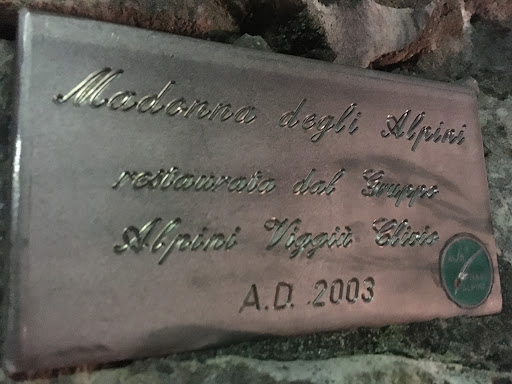 Madonna degli Alpini
restaurata dal Gruppo
Alpini Viggiù Clivio
A.D. 2003